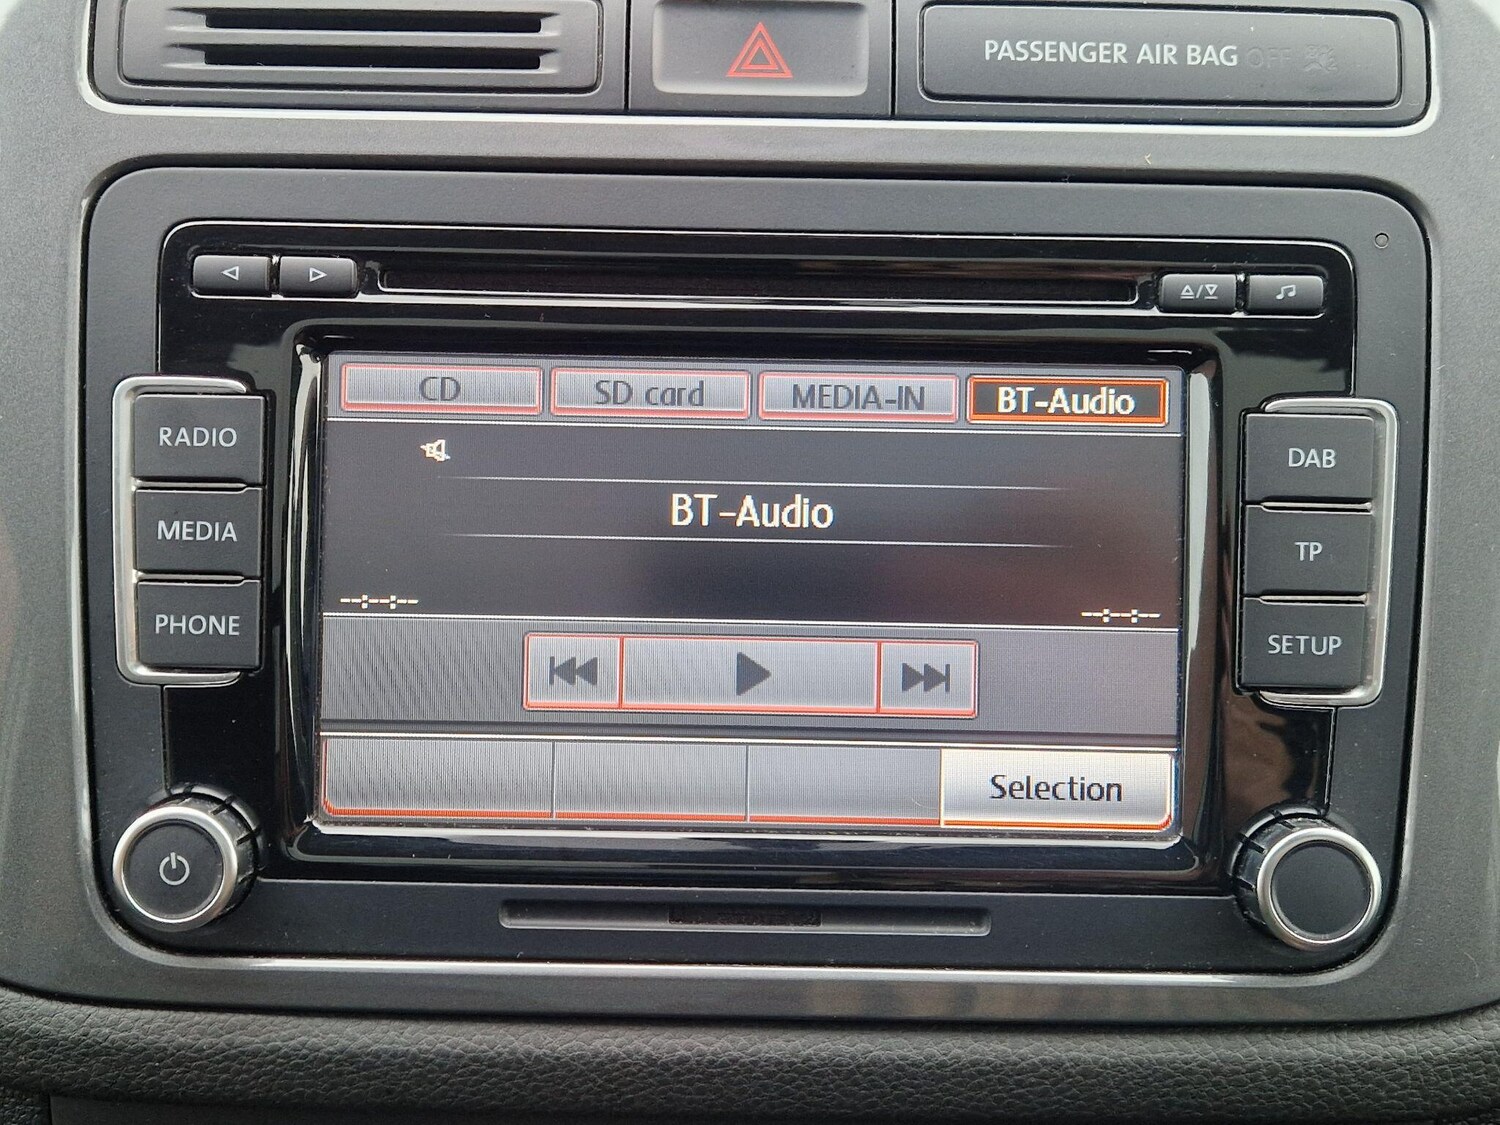 PASSENGER AIR BAG OFF
CD SD card MEDIA-IN BT-Audio
RADIO
MEDIA
PHONE
BT-Audio
--:--:--
--:--:--
Selection
DAB
TP
SETUP